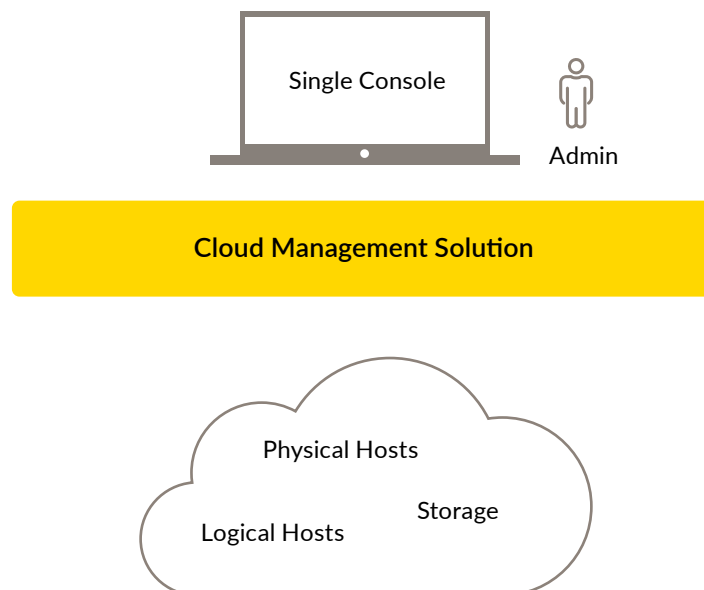 Single Console
Admin
Cloud Management Solution
Physical Hosts
Storage
Logical Hosts